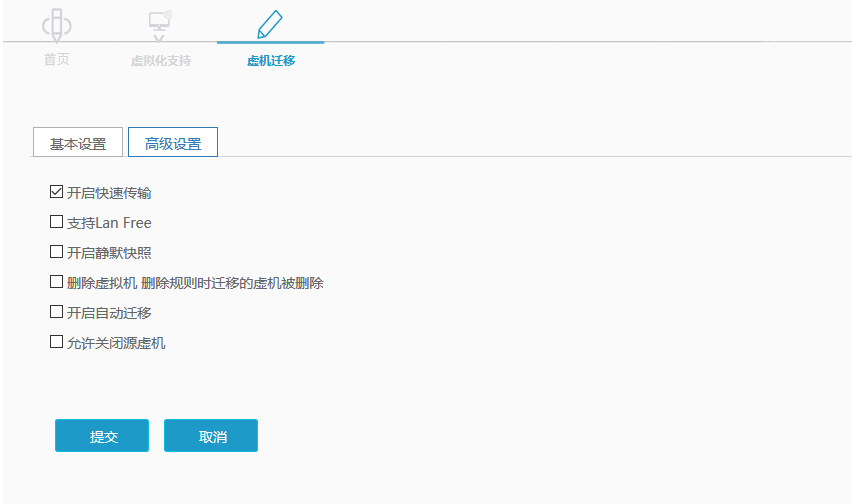 首页
虚拟化支持
虚机迁移
基本设置
高级设置
开启快速传输
支持Lan Free
开启静默快照
删除虚拟机 删除规则时迁移的虚机被删除
开启自动迁移
允许关闭源虚机
提交
取消